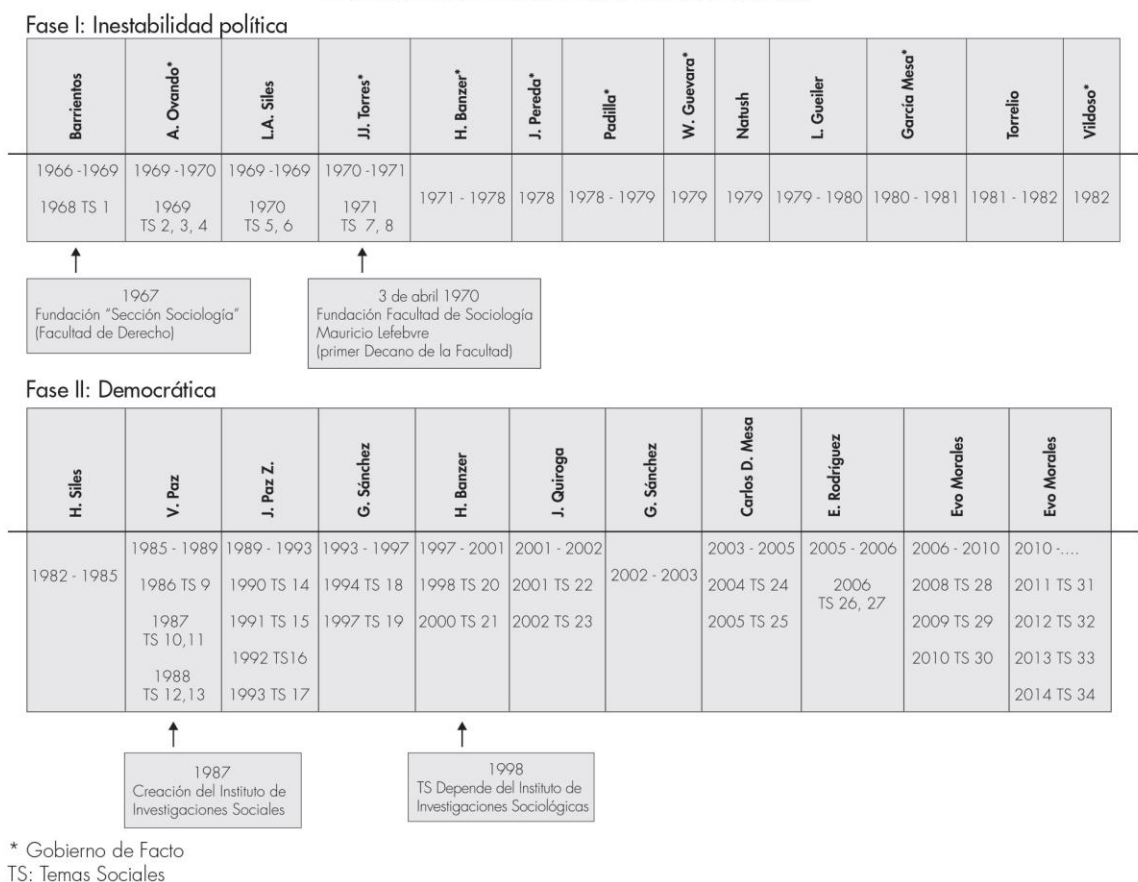 Fase I: Inestabilidad política
Barrientos
A. Ovando*
L.A. Siles
JJ. Torres*
H. Banzer*
J. Pereda*
Padilla*
W. Guevara*
Natush
L. Gueiler
García Mesa*
Torrelio
Vildoso*
1966 -1969
1968 TS 1
1969 -1970
1969
TS 2, 3, 4
1969 -1969
1970
TS 5, 6
1970 -1971
1971
TS 7, 8
1971 - 1978
1978
1978 - 1979
1979
1979
1979 - 1980
1980 - 1981
1981 - 1982
1982
1967
Fundación “Sección Sociología”
(Facultad de Derecho)
3 de abril 1970
Fundación Facultad de Sociología
Mauricio Lefebvre
(primer Decano de la Facultad)
Fase II: Democrática
H. Siles
V. Paz
J. Paz Z.
G. Sánchez
H. Banzer
J. Quiroga
G. Sánchez
Carlos D. Mesa
E. Rodríguez
Evo Morales
Evo Morales
1982 - 1985
1985 - 1989
1986 TS 9
1987
TS 10,11
1988
TS 12,13
1989 - 1993
1990 TS 14
1991 TS 15
1992 TS16
1993 TS 17
1993 - 1997
1994 TS 18
1997 TS 19
1997 - 2001
1998 TS 20
2000 TS 21
2001 - 2002
2001 TS 22
2002 TS 23
2002 - 2003
2003 - 2005
2004 TS 24
2005 TS 25
2005 - 2006
2006
TS 26, 27
2006 - 2010
2008 TS 28
2009 TS 29
2010 TS 30
2010 -....
2011 TS 31
2012 TS 32
2013 TS 33
2014 TS 34
1987
Creación del Instituto de
Investigaciones Sociales
1998
TS Depende del Instituto de
Investigaciones Sociológicas
* Gobierno de Facto
TS: Temas Sociales